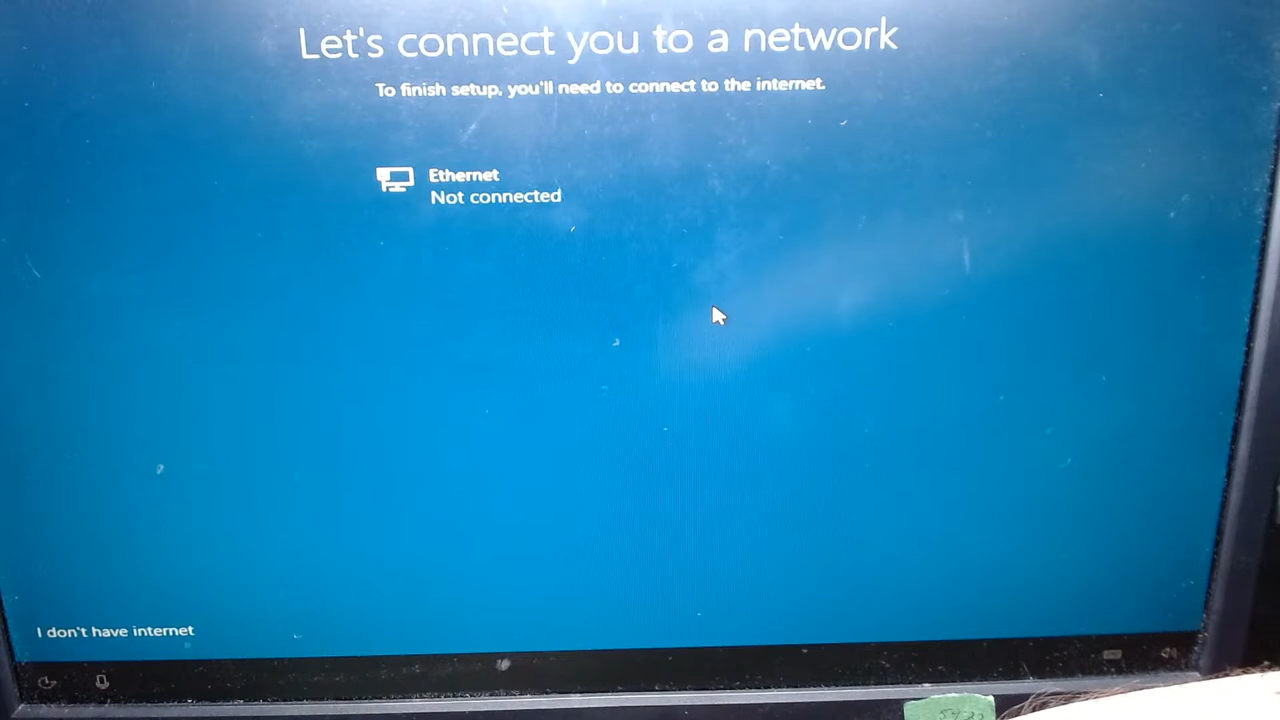 Let's connect you to a network
To finish setup, you'll need to connect to the internet.
Ethernet
Not connected
I don't have internet